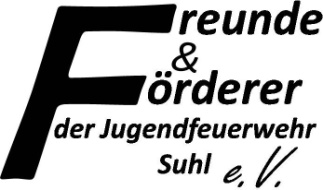 Freunde
&
Förderer
der Jugendfeuerwehr
Suhl e.V.